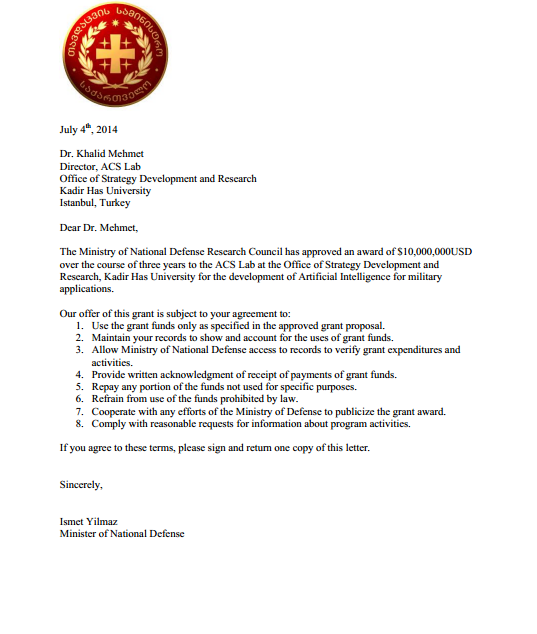 თავდაცვის სამინისტრო
საქართველო
July 4th, 2014
Dr. Khalid Mehmet
Director, ACS Lab
Office of Strategy Development and Research
Kadir Has University
Istanbul, Turkey
Dear Dr. Mehmet,
The Ministry of National Defense Research Council has approved an award of $10,000,000USD
over the course of three years to the ACS Lab at the Office of Strategy Development and
Research, Kadir Has University for the development of Artificial Intelligence for military
applications.
Our offer of this grant is subject to your agreement to:
1. Use the grant funds only as specified in the approved grant proposal.
2. Maintain your records to show and account for the uses of grant funds.
3. Allow Ministry of National Defense access to records to verify grant expenditures and
activities.
4. Provide written acknowledgment of receipt of payments of grant funds.
5. Repay any portion of the funds not used for specific purposes.
6. Refrain from use of the funds prohibited by law.
7. Cooperate with any efforts of the Ministry of Defense to publicize the grant award.
8. Comply with reasonable requests for information about program activities.
If you agree to these terms, please sign and return one copy of this letter.
Sincerely,
Ismet Yilmaz
Minister of National Defense